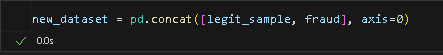 new_dataset = pd.concat([legit_sample, fraud], axis=0)
0.0s